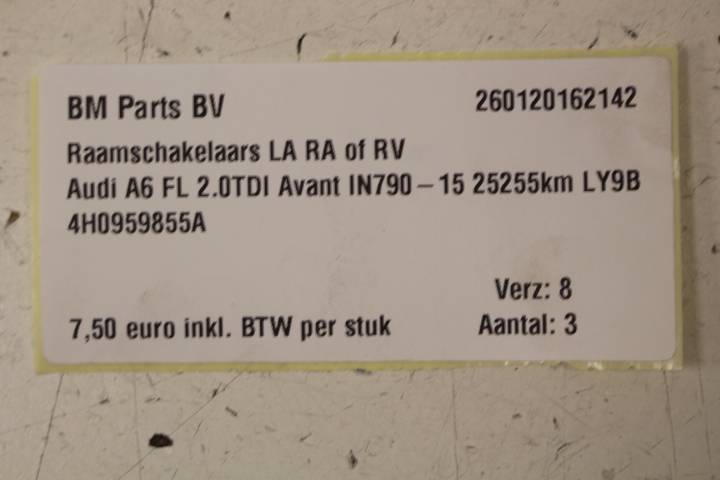 BM Parts BV 260120162142
Raamschakelaars LA RA of RV
Audi A6 FL 2.0TDI Avant IN790-15 25255km LY9B
4H0959855A
Verz: 8
7,50 euro inkl. BTW per stuk Aantal: 3